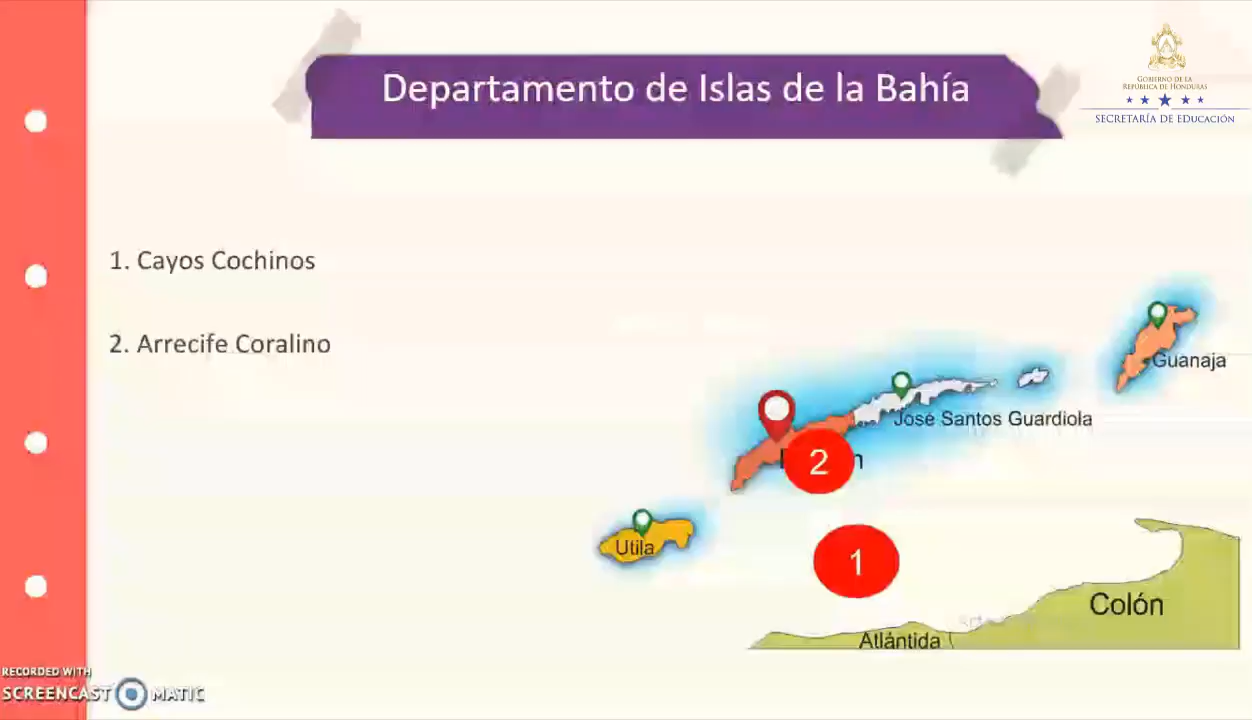 Departamento de Islas de la Bahía
GOBIERNO DE LA
REPÚBLICA DE HONDURAS
SECRETARÍA DE EDUCACIÓN
1. Cayos Cochinos
2. Arrecife Coralino
Guanaja
José Santos Guardiola
2
Utila
1
Colón
Atlántida
RECORDED WITH
SCREENCAST MATIC